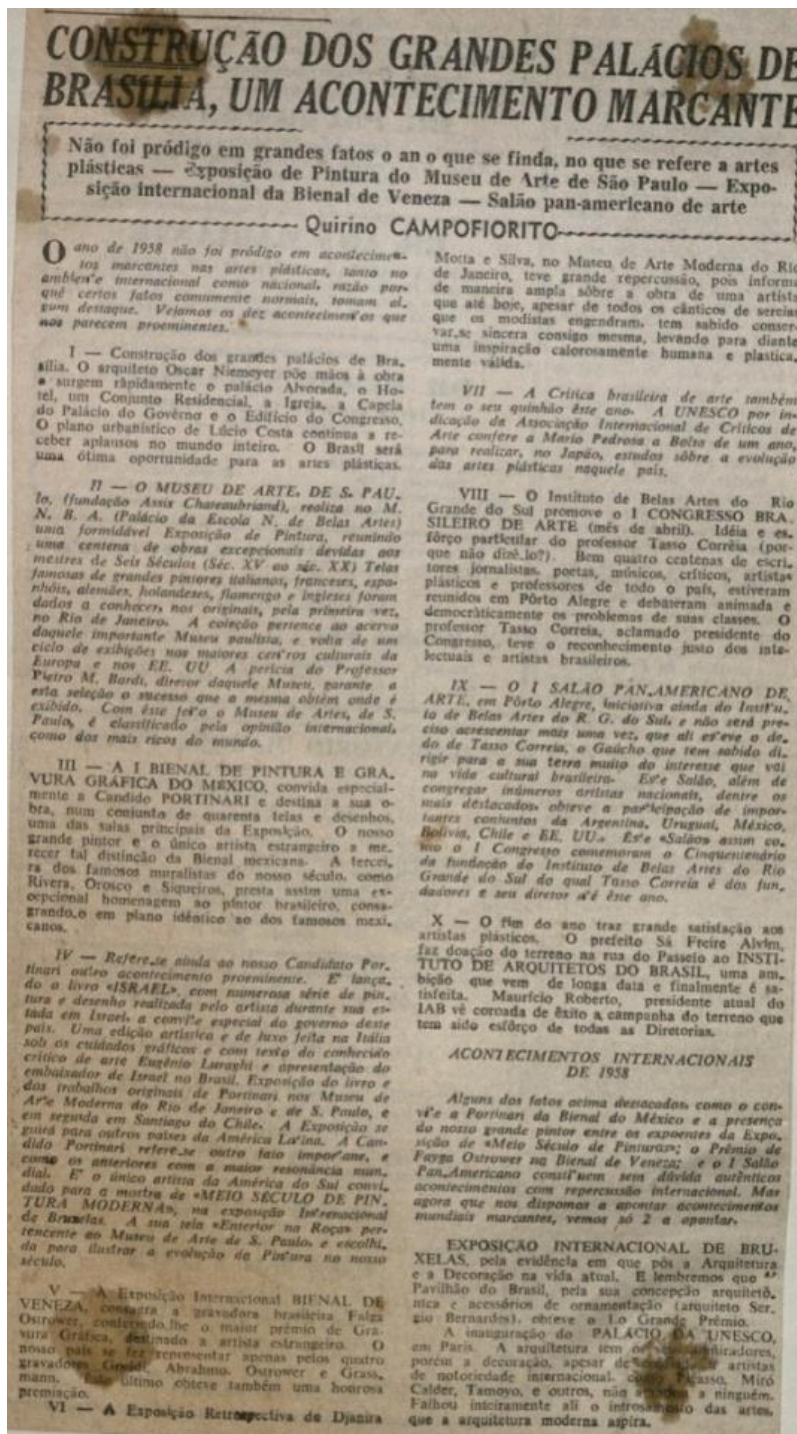 CONSTRUÇÃO DOS GRANDES PALÁCIOS DE
BRASILIA, UM ACONTECIMENTO MARCANTE
Não foi pródigo em grandes fatos o an o que se finda, no que se refere a artes
plásticas — Exposição de Pintura do Museu de Arte de São Paulo — Expo-
sição internacional da Bienal de Veneza — Salão pan-americano de arte
Quirino CAMPOFIORITO
O ano de 1958 não foi pródigo em acontecimen-
tos marcantes nas artes plásticas, tanto no
ambiente internacional como nacional, razão por-
quê certos fatos comumente normais, tomam al-
gum destaque. Vejamos os dez acontecimentos que
nos parecem proeminentes.
I — Construção dos grandes palácios de Bra-
sília. O arquiteto Oscar Niemeyer põe mãos à obra
e surgem ràpidamente o palácio Alvorada, o Ho-
tel, um Conjunto Residencial, a Igreja, a Capela
do Palácio do Govêrno e o Edifício do Congresso.
O plano urbanístico de Lúcio Costa continua a re-
ceber aplausos no mundo inteiro. O Brasil será
uma ótima oportunidade para as artes plásticas.
II — O MUSEU DE ARTE, DE S. PAU-
lo, (fundação Assis Chateaubriand), realiza no M.
N. B. A. (Palácio da Escola N. de Belas Artes)
uma formidável Exposição de Pintura, reunindo
uma centena de obras excepcionais devidas aos
mestres de Seis Séculos (Séc. XV ao séc. XX) Telas
famosas de grandes pintores italianos, franceses, espa-
nhóis, alemães, holandeses, flamengo e ingleses foram
dados a conhecer, nos originais, pela primeira vez,
no Rio de Janeiro. A coleção pertence ao acervo
daquele importante Museu paulista, e volta de um
ciclo de exibições nos maiores centros culturais da
Europa e nos EE. UU A perícia do Professor
Pietro M. Bardi, diretor daquele Museu, garante a
esta seleção o sucesso que a mesma obtém onde é
exibido. Com êste feito o Museu de Artes, de S.
Paulo, é classificado pela opinião internacional,
como dos mais ricos do mundo.
III — A I BIENAL DE PINTURA E GRA-
VURA GRÁFICA DO MÉXICO, convida especial-
mente a Candido PORTINARI e destina a sua o-
bra, num conjunto de quarenta telas e desenhos,
uma das salas principais da Exposição. O nosso
grande pintor e o único artista estrangeiro a me-
recer tal distinção da Bienal mexicana. A tercei-
ra dos famosos muralistas do nosso século, como
Rivera, Orosco e Siqueiros, presta assim uma ex-
cepcional homenagem ao pintor brasileiro, consa-
grando-o em plano idêntico ao dos famosos mexi-
canos.
IV — Refere-se ainda ao nosso Candido Por-
tinari outro acontecimento proeminente. E' lança-
do o livro «ISRAEL», com numerosa série de pin-
tura e desenho realizada pelo artista durante sua es-
tada em Israel, a convite especial do governo deste
país. Uma edição artística e de luxo feita na Itália
sob os cuidados gráficos e com texto do conhecido
crítico de arte Eugênio Luraghi e apresentação do
embaixador de Israel no Brasil. Exposição do livro e
dos trabalhos originais de Portinari nos Museu de
Arte Moderna do Rio de Janeiro e de S. Paulo, e
em seguida em Santiago do Chile. A Exposição se-
guirá para outros países da América Latina. A Can-
dido Portinari refere-se outro fato importante, e
como os anteriores com a maior resonância mun-
dial. E' o único artista da América do Sul convi-
dado para a mostra de «MEIO SÉCULO DE PIN-
TURA MODERNA», na exposição Internacional
de Bruxelas. A sua tela «Enterior na Roça» per-
tencente ao Museu de Arte de S. Paulo, e escolhi-
da para ilustrar a evolução da Pintura no nosso
século.
V — A Exposição Internacional BIENAL DE
VENEZA, consagra a gravadora brasileira Faiga
Ostrower, conferindo-lhe o maior prémio de Gra-
vura Gráfica, destinado a artista estrangeiro. O
nosso país se fez representar apenas pelos quatro
gravadores Abrahmo, Ostrower e Grass-
mann. último obteve também uma honrosa
premiação.
VI — A Exposição Retrospectiva de Djanira
Motta e Silva, no Museu de Arte Moderna do Rio
de Janeiro, teve grande repercussão, pois informa
de maneira ampla sôbre a obra de uma artista
que até hoje, apesar de todos os cânticos de sereias
que os modistas engendram, tem sabido conser-
var-se sincera consigo mesma, levando para diante
uma inspiração calorosamente humana e plastica-
mente válida.
VII — A Crítica brasileira de arte também
tem o seu quinhão êste ano. A UNESCO por in-
dicação da Associação Internacional de Críticos de
Arte confere a Mario Pedrosa a Bolsa de um ano,
para realizar, no Japão, estudos sôbre a evolução
das artes plásticas naquele país.
VIII — O Instituto de Belas Artes do Rio
Grande do Sul promove o I CONGRESSO BRA-
SILEIRO DE ARTE (mês de abril). Idéia e es-
fôrço particular do professor Tasso Corrêia (por-
que não dizê-lo?). Bem quatro centenas de escri-
tores jornalistas, poetas, músicos, críticos, artistas
plásticos e professores de todo o país, estiveram
reunidos em Pôrto Alegre e debateram animada e
democràticamente os problemas de suas classes. O
professor Tasso Correia, aclamado presidente do
Congresso, teve o reconhecimento justo dos inte-
lectuais e artistas brasileiros.
IX — O I SALÃO PAN-AMERICANO DE
ARTE, em Pôrto Alegre, iniciativa ainda do Institu-
to de Belas Artes do R. G. do Sul, e não será pre-
ciso acrescentar mais uma vez, que ali esteve o de-
do de Tasso Correia, o Gaúcho que tem sabido di-
rigir para a sua terra muito do interesse que vai
na vida cultural brasileira. Este Salão, além de
congregar inúmeros artistas nacionais, dentre os
mais destacados, obteve a participação de impor-
tantes conjuntos da Argentina, Uruguai, México,
Bolívia, Chile e EE. UU. Este «Salão» assim co-
mo o I Congresso comemoram o Cinquentenário
da fundação do Instituto de Belas Artes do Rio
Grande do Sul do qual Tasso Correia é dos fun-
dadores e seu diretor até êste ano.
X — O fim do ano traz grande satisfação aos
artistas plásticos. O prefeito Sá Freire Alvim,
faz doação do terreno na rua do Passeio ao INSTI-
TUTO DE ARQUITETOS DO BRASIL, uma am-
bição que vem de longa data e finalmente é sa-
tisfeita. Maurício Roberto, presidente atual do
IAB vê coroada de êxito a campanha do terreno que
tem sido esfôrço de todas as Diretorias.
ACONTECIMENTOS INTERNACIONAIS
DE 1958
Alguns dos fatos acima destacados, como o con-
vite a Portinari da Bienal do México e a presença
do nosso grande pintor entre os expoentes da Expo-
sição de «Meio Século de Pintura»; o Prêmio de
Fayga Ostrower na Bienal de Veneza; e o I Salão
Pan-Americano constituem sem dúvida autênticos
acontecimentos com repercussão internacional. Mas
agora que nos dispomos a apontar acontecimentos
mundiais marcantes, vemos só 2 a apontar.
EXPOSIÇÃO INTERNACIONAL DE BRU-
XELAS, pela evidência em que pôs a Arquitetura
e a Decoração na vida atual. E lembremos que
Pavilhão do Brasil, pela sua concepção arquitetô-
nica e acessórios de ornamentação (arquiteto Ser-
gio Bernardes), obteve o 1o Grande Prêmio.
A inauguração do PALÁCIO DA UNESCO,
em Paris. A arquitetura tem
porém a decoração, apesar de artistas
de notoriedade internacional, Picasso, Miró
Calder, Tamoyo, e outros, não a ninguém.
Falhou inteiramente ali o das artes,
que a arquitetura moderna aspira.